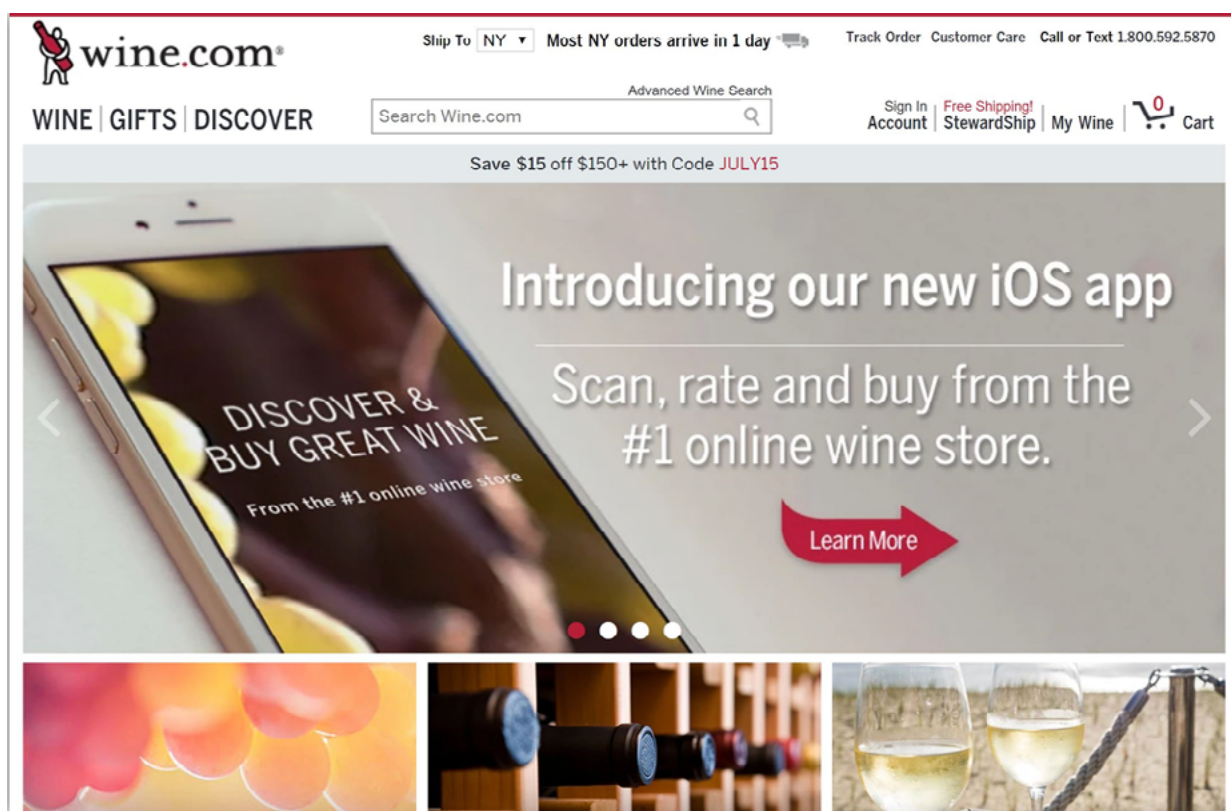 wine.com®
Ship To NY ▼ Most NY orders arrive in 1 day
Track Order Customer Care Call or Text 1.800.592.5870
WINE | GIFTS | DISCOVER
Advanced Wine Search
Search Wine.com
Sign In
Account
Free Shipping!
StewardShip
My Wine
0
Cart
Save $15 off $150+ with Code JULY15
DISCOVER &
BUY GREAT WINE
From the #1 online wine store
Introducing our new iOS app
Scan, rate and buy from the
#1 online wine store.
Learn More